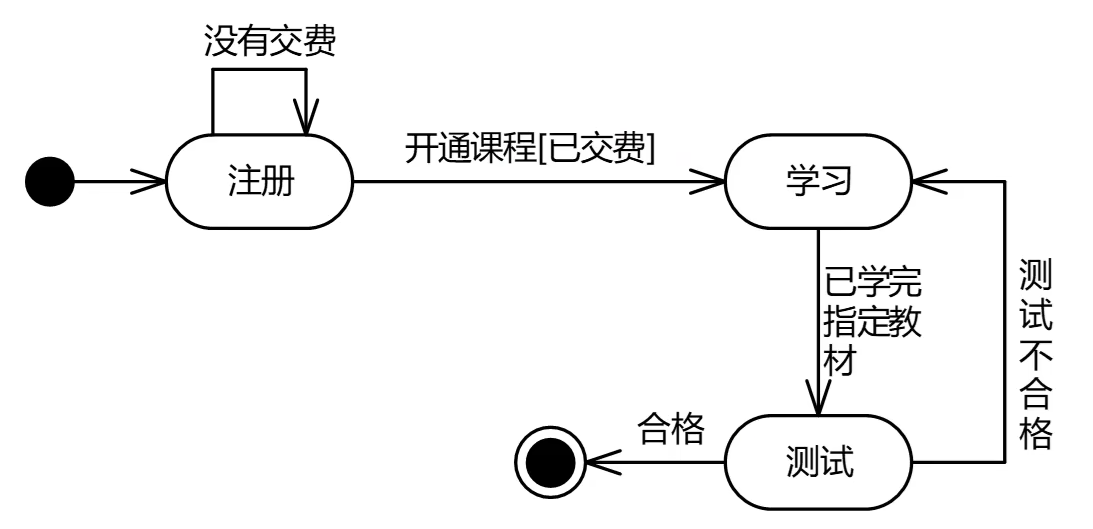 没有交费
开通课程[已交费]
注册
学习
已学完
指定教
材
测
试
不
合
格
合格
测试